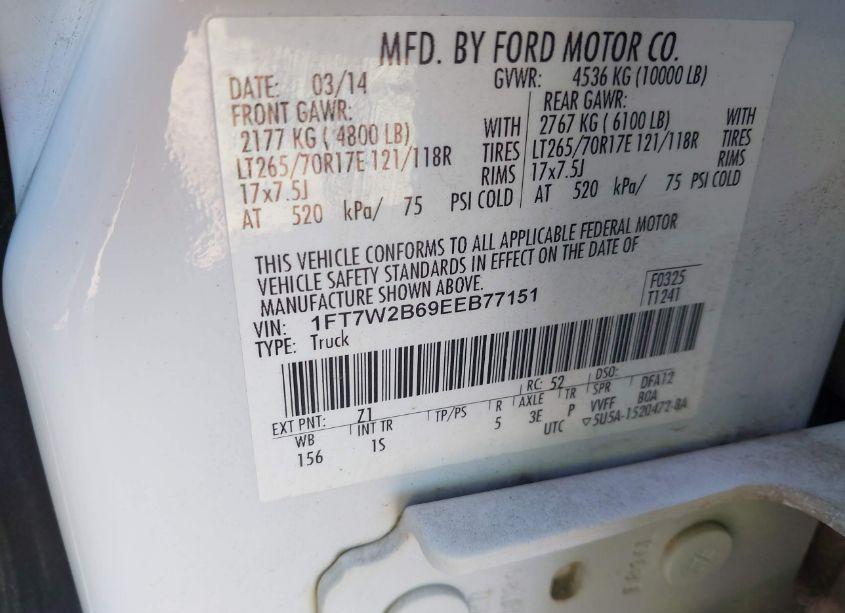 MFD. BY FORD MOTOR CO.
DATE: 03/14 GVWR: 4536 KG (10000 LB)
FRONT GAWR: REAR GAWR:
2177 KG ( 4800 LB) WITH 2767 KG ( 6100 LB) WITH
LT265/70R17E 121/118R TIRES LT265/70R17E 121/118R TIRES
17x7.5J RIMS 17x7.5J RIMS
AT 520 kPa/ 75 PSI COLD AT 520 kPa/ 75 PSI COLD
THIS VEHICLE CONFORMS TO ALL APPLICABLE FEDERAL MOTOR
VEHICLE SAFETY STANDARDS IN EFFECT ON THE DATE OF
MANUFACTURE SHOWN ABOVE.
VIN: 1FT7W2B69EEB77151
TYPE: Truck
F0325
T1241
EXT PNT: Z1 RC: 52 DSO:
WB INT TR TP/PS R AXLE TR SPR DFA12
156 1S 5 3E P VVFF BOA
UTC ▽5U5A-1520472-BA